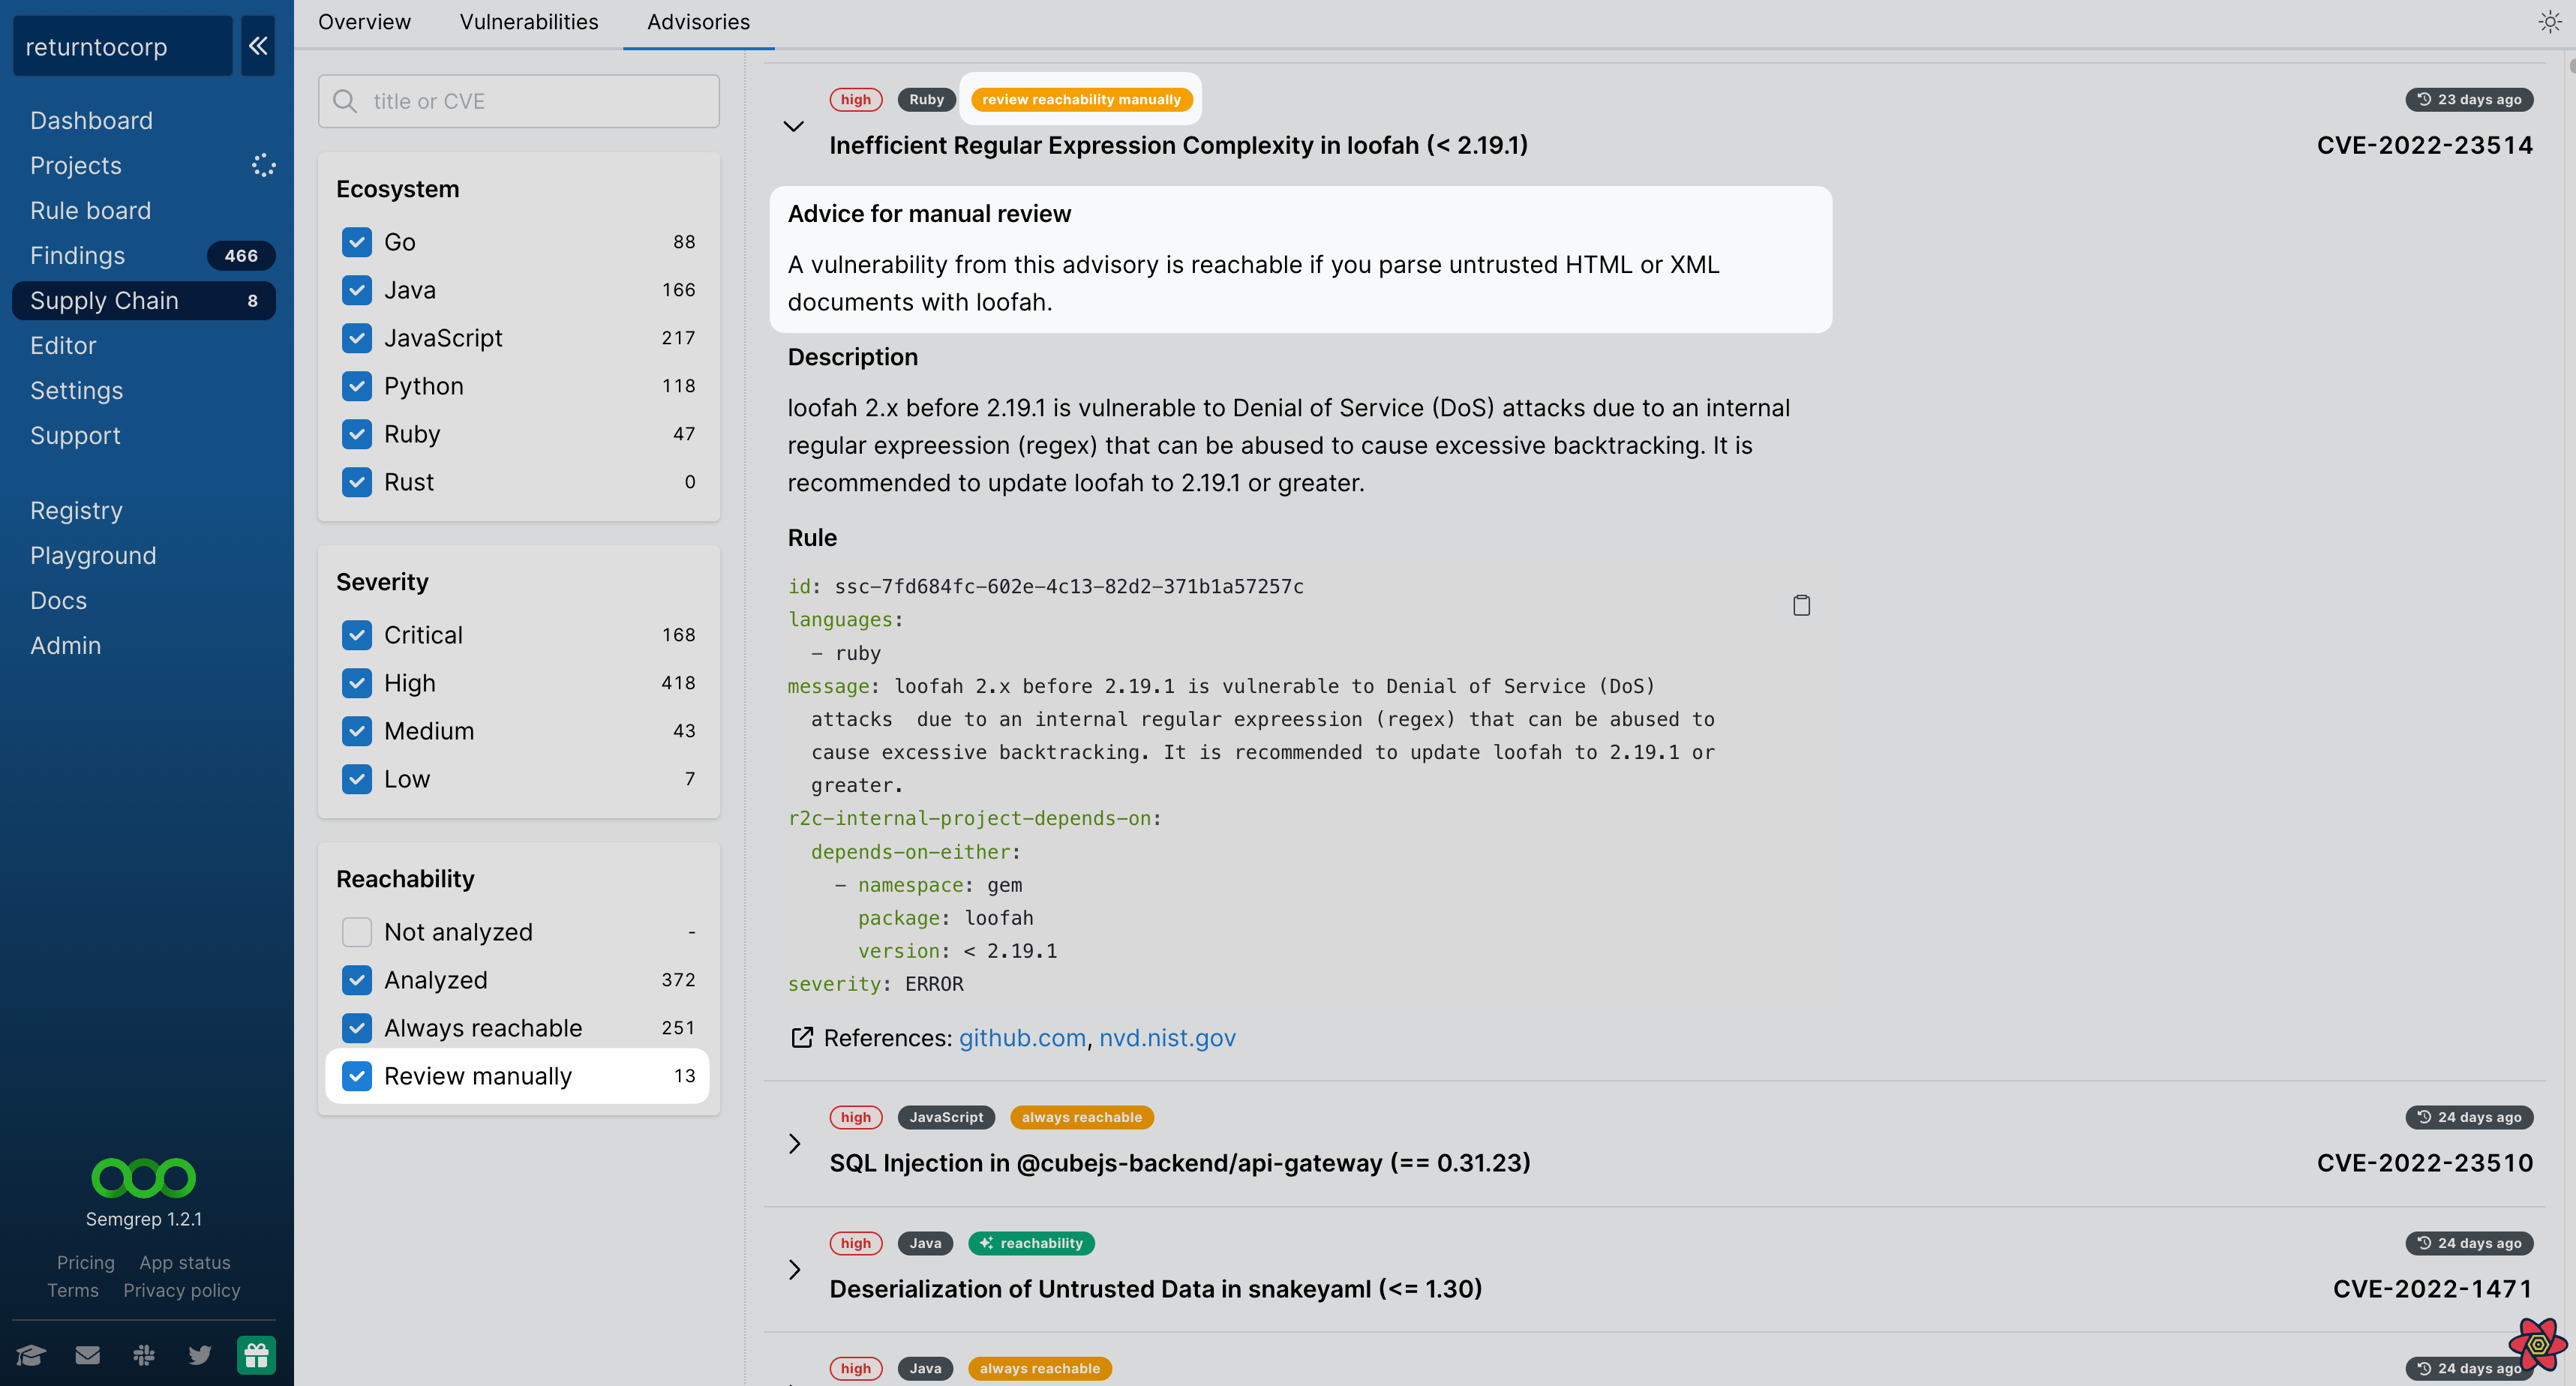 returntocorp
Dashboard
Projects
Rule board
Findings 466
Supply Chain 8
Editor
Settings
Support
Registry
Playground
Docs
Admin
Semgrep 1.2.1
Pricing App status
Terms Privacy policy
Overview Vulnerabilities Advisories
title or CVE
Ecosystem
Go 88
Java 166
JavaScript 217
Python 118
Ruby 47
Rust 0
Severity
Critical 168
High 418
Medium 43
Low 7
Reachability
Not analyzed -
Analyzed 372
Always reachable 251
Review manually 13
high Ruby review reachability manually 23 days ago
Inefficient Regular Expression Complexity in loofah (< 2.19.1) CVE-2022-23514
Advice for manual review
A vulnerability from this advisory is reachable if you parse untrusted HTML or XML
documents with loofah.
Description
loofah 2.x before 2.19.1 is vulnerable to Denial of Service (DoS) attacks due to an internal
regular expreession (regex) that can be abused to cause excessive backtracking. It is
recommended to update loofah to 2.19.1 or greater.
Rule
id: ssc-7fd684fc-602e-4c13-82d2-371b1a57257c
languages:
- ruby
message: loofah 2.x before 2.19.1 is vulnerable to Denial of Service (DoS)
attacks  due to an internal regular expreession (regex) that can be abused to
cause excessive backtracking. It is recommended to update loofah to 2.19.1 or
greater.
r2c-internal-project-depends-on:
depends-on-either:
- namespace: gem
package: loofah
version: < 2.19.1
severity: ERROR
References: github.com, nvd.nist.gov
high JavaScript always reachable 24 days ago
SQL Injection in @cubejs-backend/api-gateway (== 0.31.23) CVE-2022-23510
high Java reachability 24 days ago
Deserialization of Untrusted Data in snakeyaml (<= 1.30) CVE-2022-1471
high Java always reachable 24 days ago